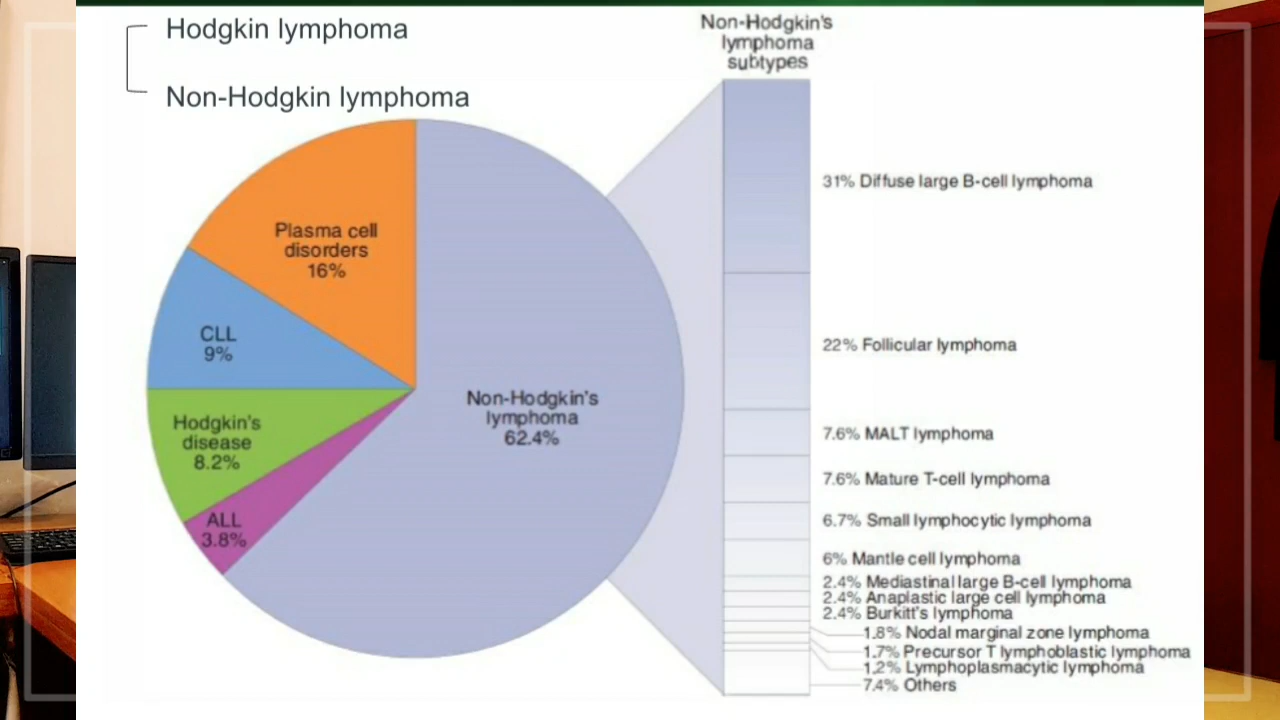 Hodgkin lymphoma
Non-Hodgkin lymphoma
Non-Hodgkin's
lymphoma
subtypes
Plasma cell
disorders
16%
CLL
9%
Hodgkin's
disease
8.2%
ALL
3.8%
Non-Hodgkin's
lymphoma
62.4%
31% Diffuse large B-cell lymphoma
22% Follicular lymphoma
7.6% MALT lymphoma
7.6% Mature T-cell lymphoma
6.7% Small lymphocytic lymphoma
6% Mantle cell lymphoma
2.4% Mediastinal large B-cell lymphoma
2.4% Anaplastic large cell lymphoma
2.4% Burkitt's lymphoma
1.8% Nodal marginal zone lymphoma
1.7% Precursor T lymphoblastic lymphoma
1.2% Lymphoplasmacytic lymphoma
7.4% Others